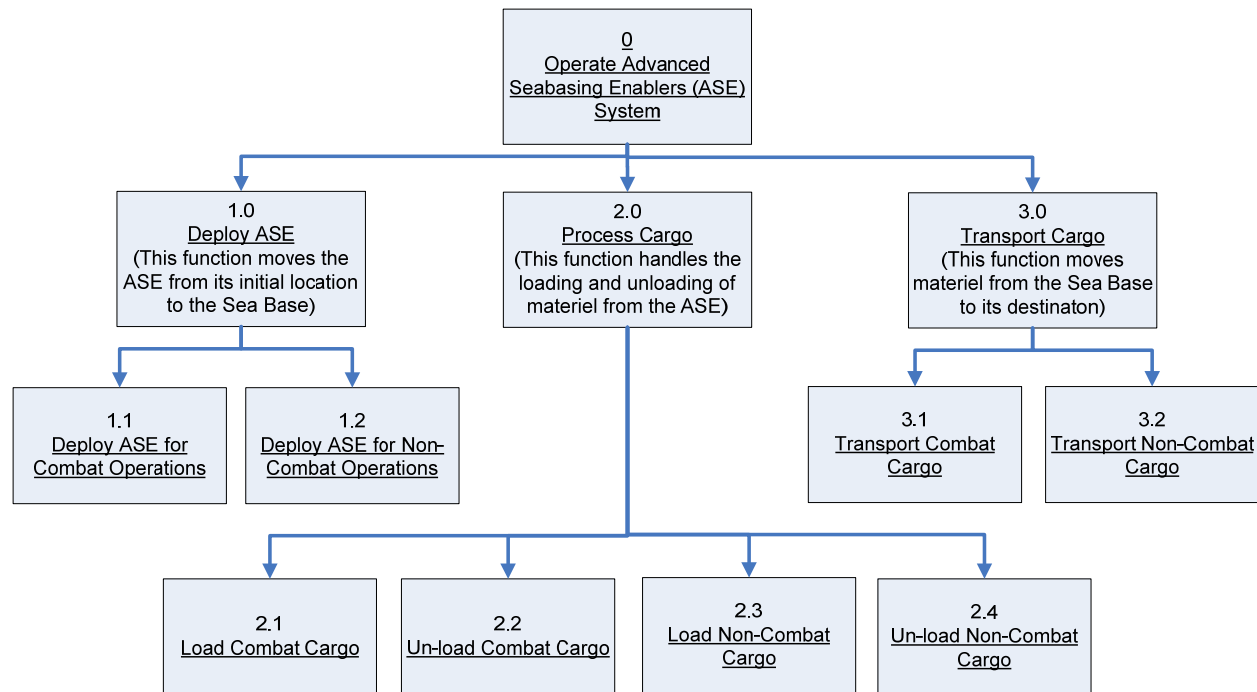 0
Operate Advanced
Seabasing Enablers (ASE)
System
1.0
Deploy ASE
(This function moves the
ASE from its initial location
to the Sea Base)
2.0
Process Cargo
(This function handles the
loading and unloading of
materiel from the ASE)
3.0
Transport Cargo
(This function moves
materiel from the Sea Base
to its destinaton)
1.1
Deploy ASE for
Combat Operations
1.2
Deploy ASE for Non-
Combat Operations
3.1
Transport Combat
Cargo
3.2
Transport Non-Combat
Cargo
2.1
Load Combat Cargo
2.2
Un-load Combat Cargo
2.3
Load Non-Combat
Cargo
2.4
Un-load Non-Combat
Cargo